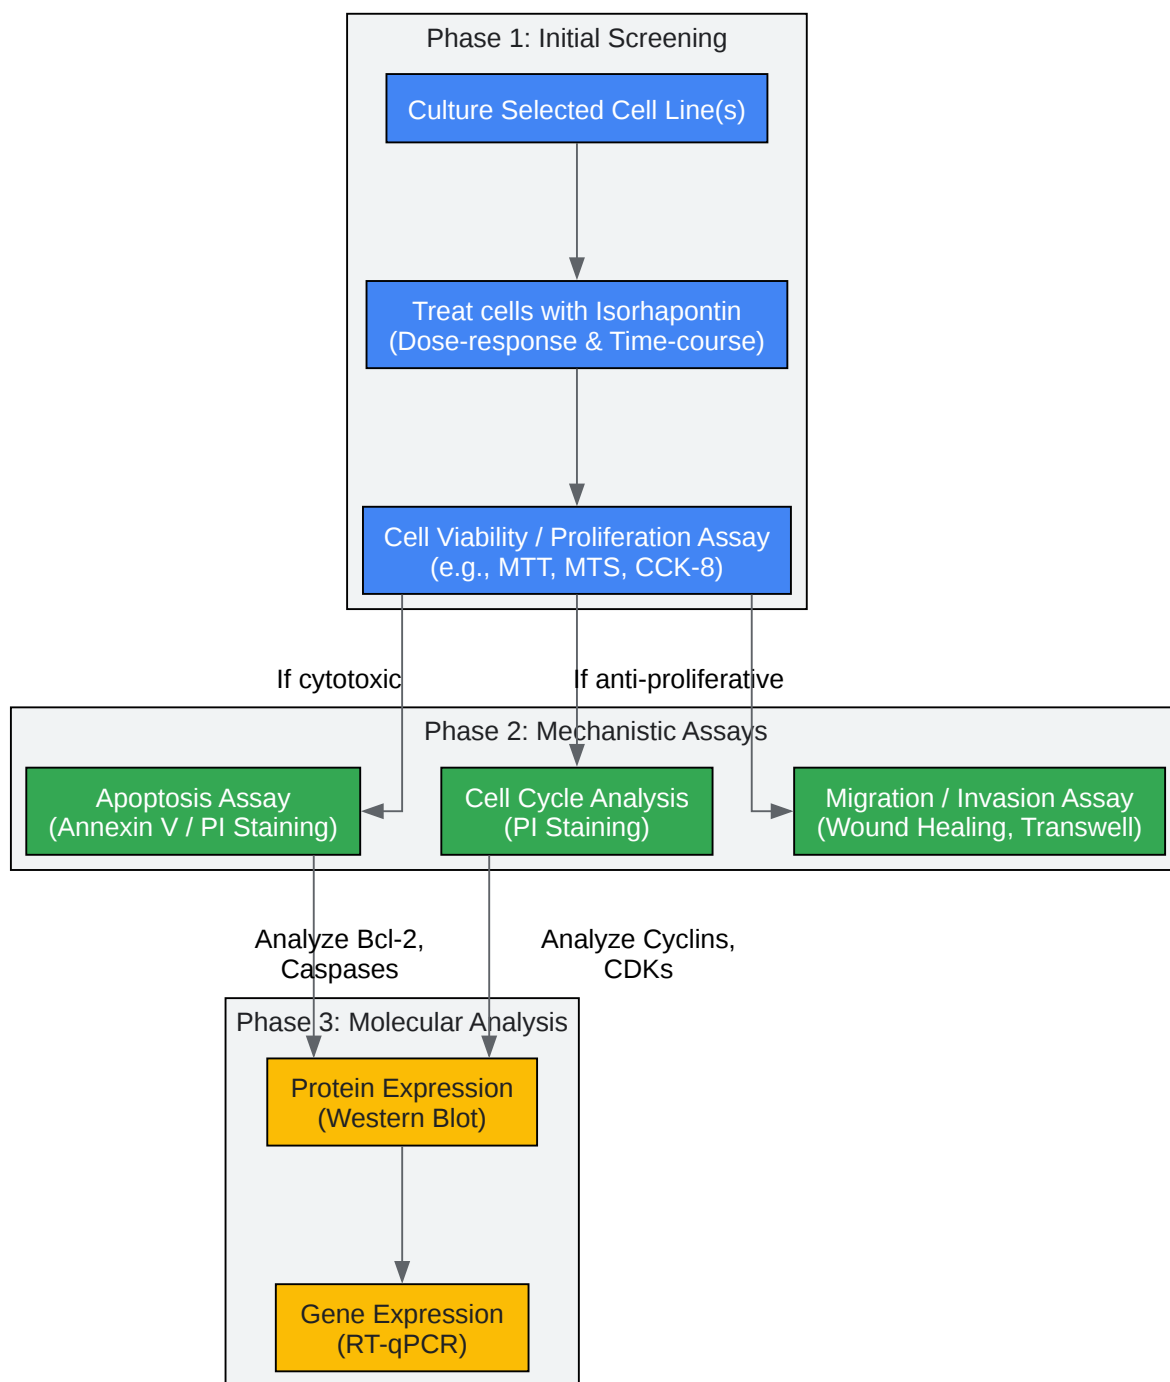 Phase 1: Initial Screening
Culture Selected Cell Line(s)
Treat cells with Isorhapontin
(Dose-response & Time-course)
Cell Viability / Proliferation Assay
(e.g., MTT, MTS, CCK-8)
If cytotoxic
If anti-proliferative
Phase 2: Mechanistic Assays
Apoptosis Assay
(Annexin V / PI Staining)
Cell Cycle Analysis
(PI Staining)
Migration / Invasion Assay
(Wound Healing, Transwell)
Analyze Bcl-2,
Caspases
Analyze Cyclins,
CDKs
Phase 3: Molecular Analysis
Protein Expression
(Western Blot)
Gene Expression
(RT-qPCR)